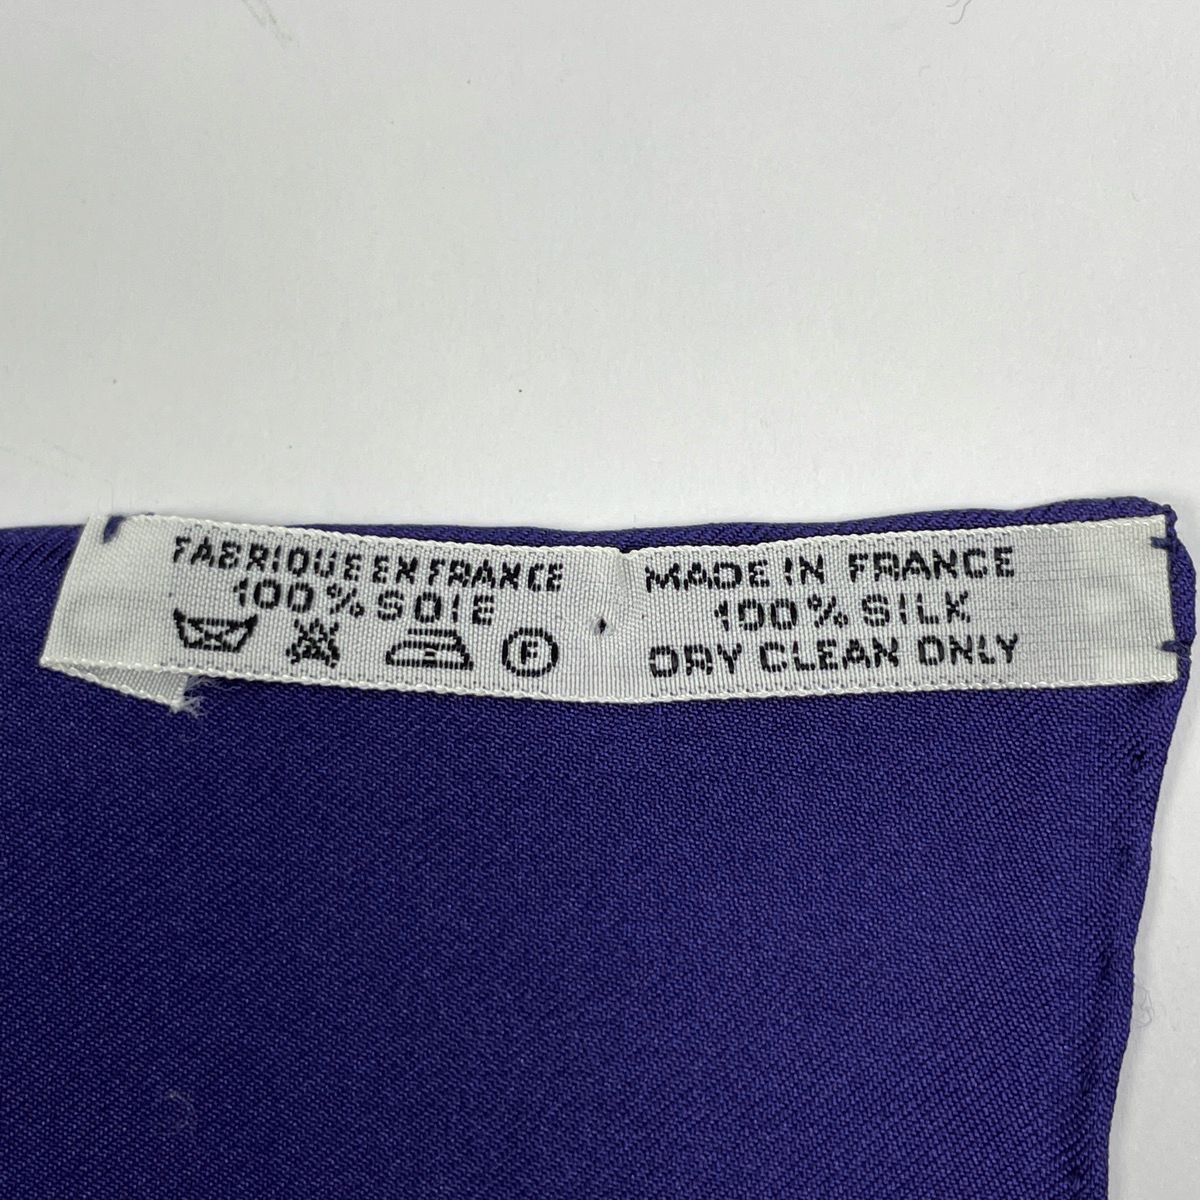 FABRIQUE EN FRANCE
100% SOIE
F
MADE IN FRANCE
100% SILK
DRY CLEAN ONLY